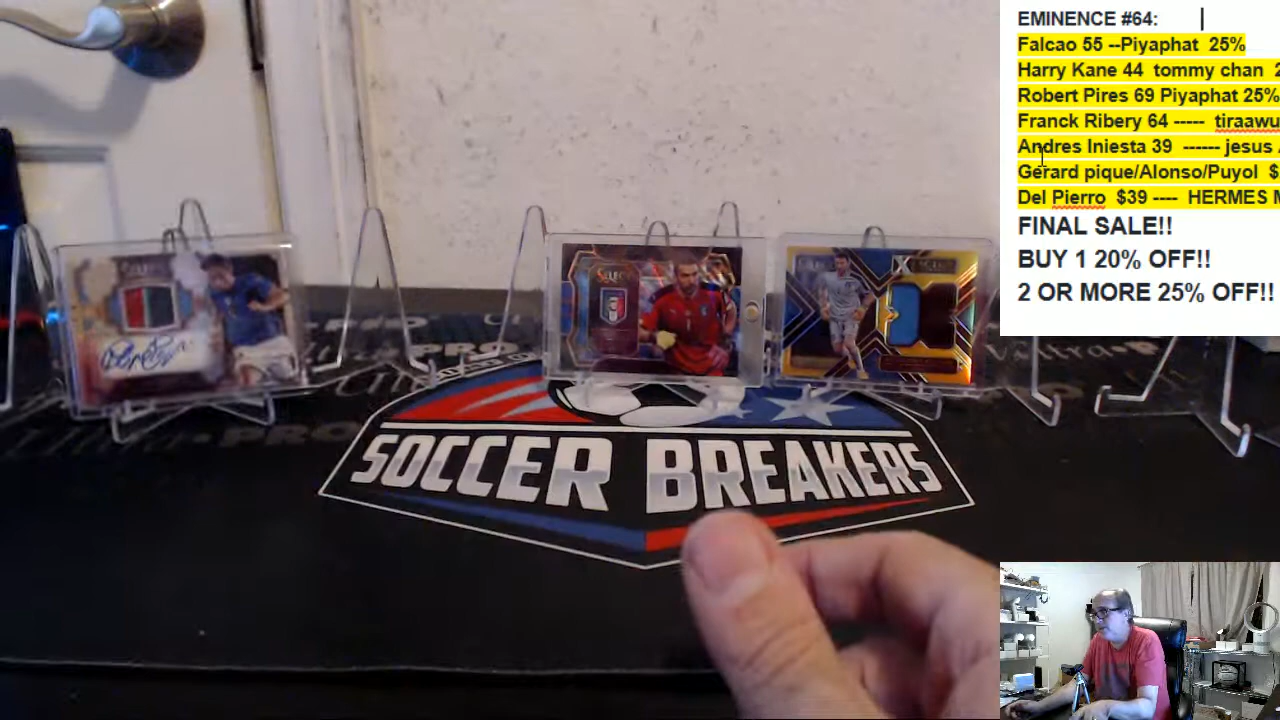 EMINENCE #64:
Falcao 55 --Piyaphat 25%
Harry Kane 44 tommy chan 2
Robert Pires 69 Piyaphat 25%
Franck Ribery 64 ----- tiraawu
Andres Iniesta 39 ------ jesus
Gerard pique/Alonso/Puyol $
Del Pierro $39 ---- HERMES M
FINAL SALE!!
BUY 1 20% OFF!!
2 OR MORE 25% OFF!!
SOCCER BREAKERS